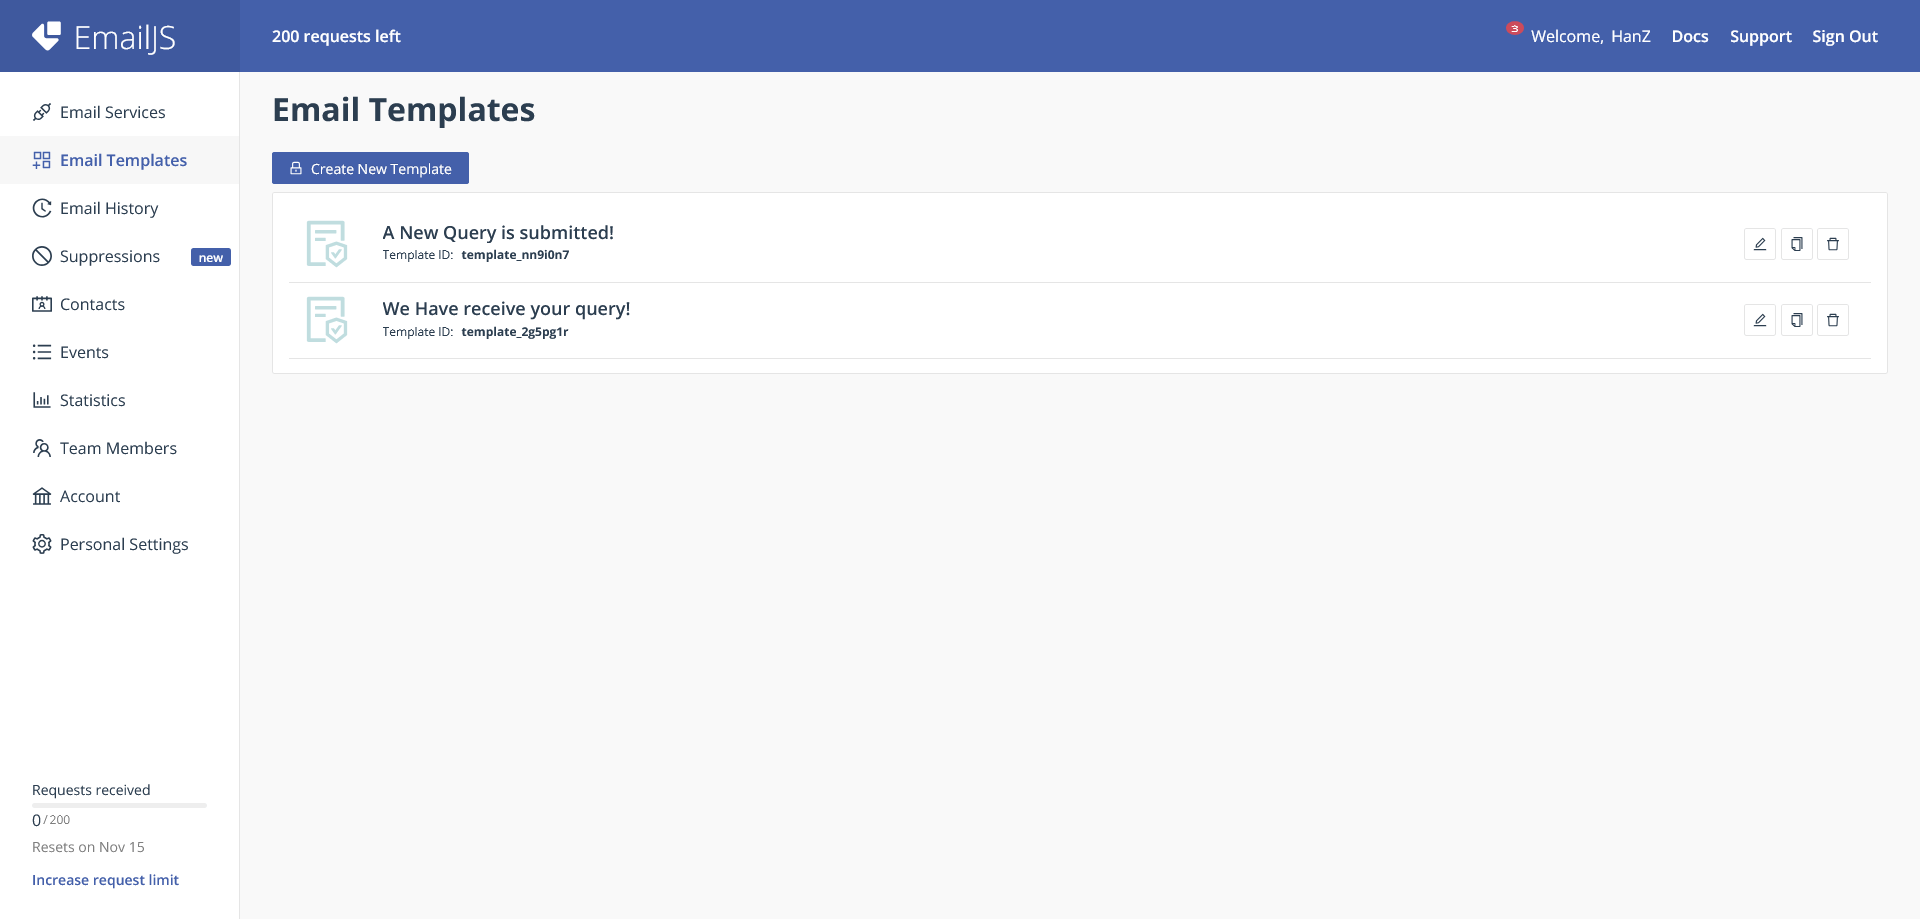 EmailJS
200 requests left
3
Welcome, HanZ
Docs
Support
Sign Out
Email Services
Email Templates
Email History
Suppressions new
Contacts
Events
Statistics
Team Members
Account
Personal Settings
Requests received
0/200
Resets on Nov 15
Increase request limit
Email Templates
Create New Template
A New Query is submitted!
Template ID: template_nn9i0n7
We Have receive your query!
Template ID: template_2g5pg1r